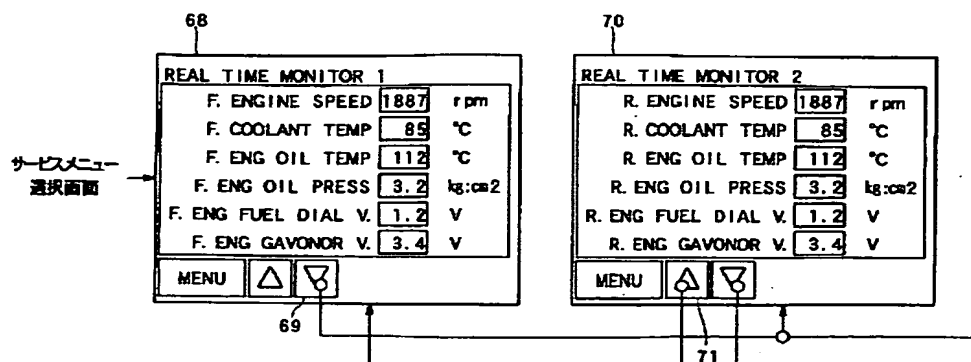 68
70
REAL TIME MONITOR 1
F. ENGINE SPEED 1887 rpm
F. COOLANT TEMP 85 °C
F. ENG OIL TEMP 112 °C
F. ENG OIL PRESS 3.2 kg:cm2
F. ENG FUEL DIAL V. 1.2 V
F. ENG GAVONOR V. 3.4 V
MENU
69
サービスメニュー
選択画面
REAL TIME MONITOR 2
R. ENGINE SPEED 1887 rpm
R. COOLANT TEMP 85 °C
R. ENG OIL TEMP 112 °C
R. ENG OIL PRESS 3.2 kg:cm2
R. ENG FUEL DIAL V. 1.2 V
R. ENG GAVONOR V. 3.4 V
MENU
71